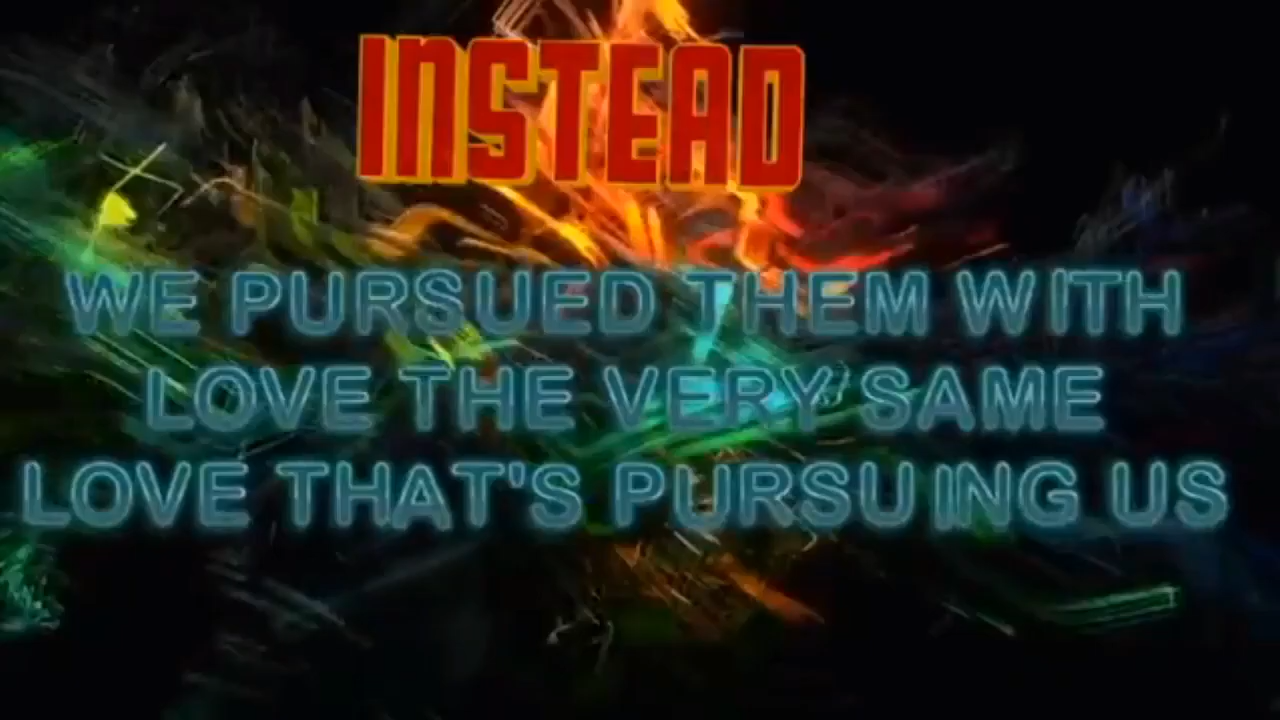 INSTEAD
WE PURSUED THEM WITH
LOVE THE VERY SAME
LOVE THAT'S PURSUING US